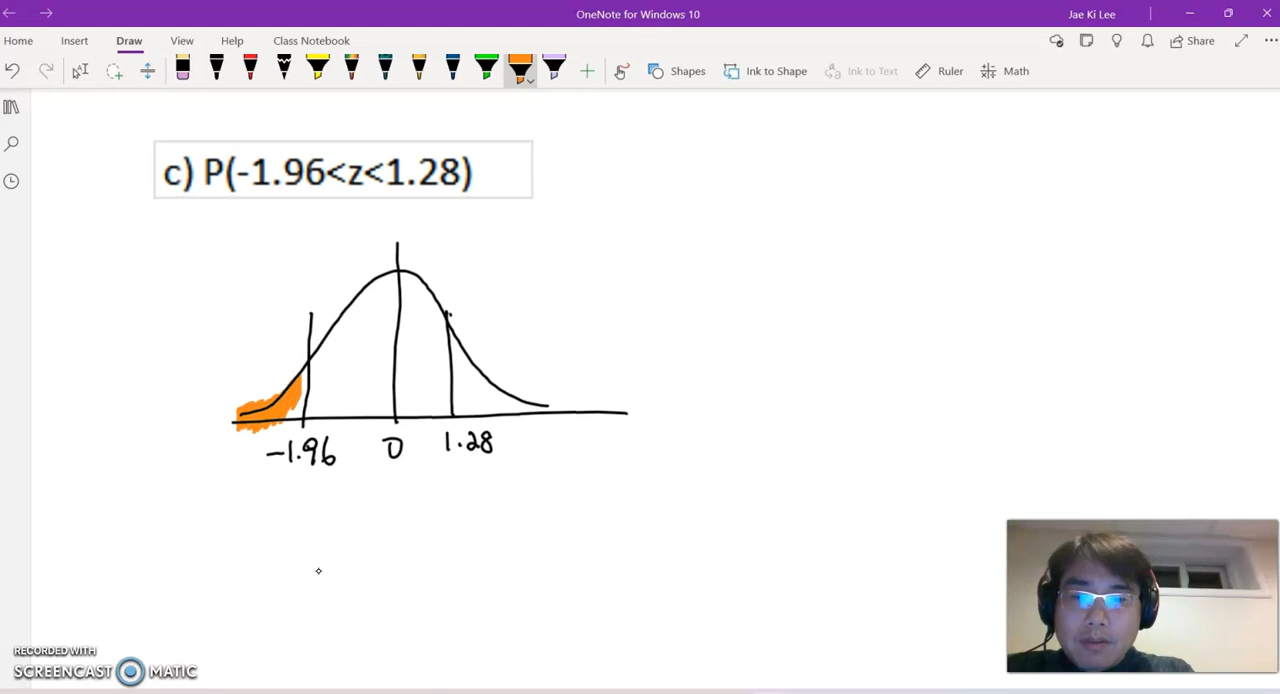 OneNote for Windows 10
Jae Ki Lee
Home Insert Draw View Help Class Notebook
Share
Shapes Ink to Shape Ink to Text Ruler Math
c) P(-1.96<z<1.28)
-1.96 0 1.28
RECORDED WITH
SCREENCAST MATIC